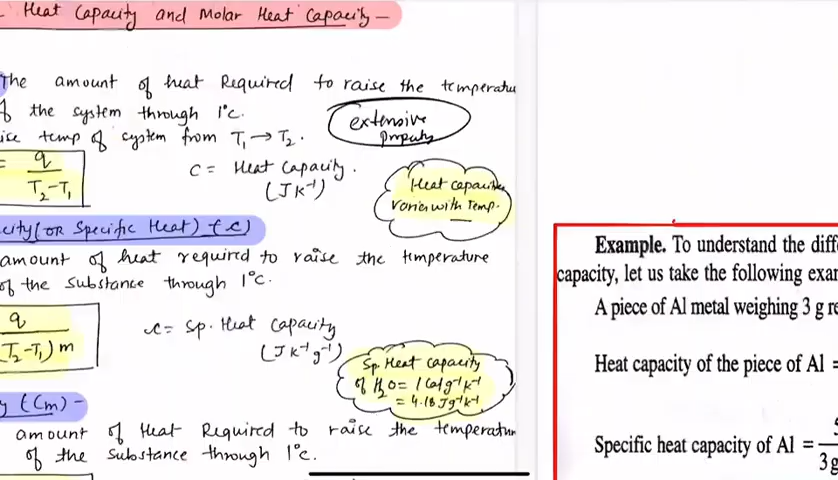 Heat Capacity and Molar Heat Capacity –
The amount of heat Required to raise the temperatu
of the system through 1°c.
ise temp of system from T₁ → T₂.
extensive
property
= q / T₂-T₁
C = Heat Capacity.
(J K⁻¹)
Heat capacities
Varies with Temp.
city (OR Specific Heat) (c)
amount of heat required to raise the temperature
of the Substance through 1°c.
q / (T₂-T₁) m
c = Sp. Heat Capacity
(J K⁻¹ g⁻¹)
Sp Heat Capacity
of H₂O = 1 Cal g⁻¹ K⁻¹
= 4.18 J g⁻¹ K⁻¹
y (Cm) –
amount of Heat Required to raise the temperatur
of the Substance through 1°c.
Example. To understand the diff
capacity, let us take the following exa
A piece of Al metal weighing 3 g re
Heat capacity of the piece of Al =
Specific heat capacity of Al = 5 / 3g